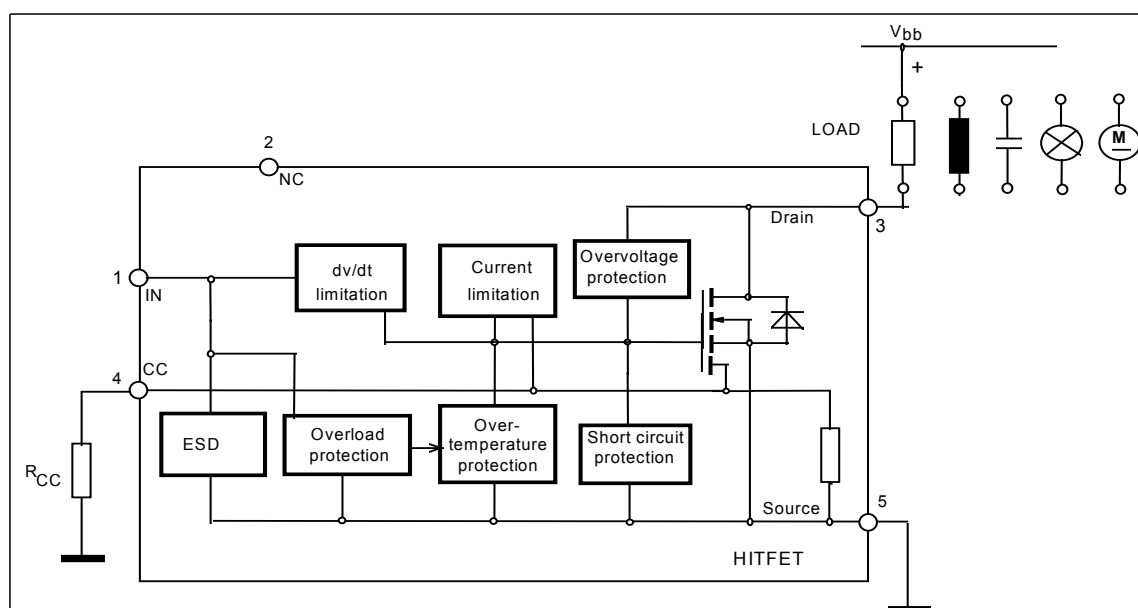 Vbb
+
LOAD
M
2
NC
Drain
3
1
IN
dv/dt
limitation
Current
limitation
Overvoltage
protection
4
CC
RCC
ESD
Overload
protection
Over-
temperature
protection
Short circuit
protection
Source
5
HITFET